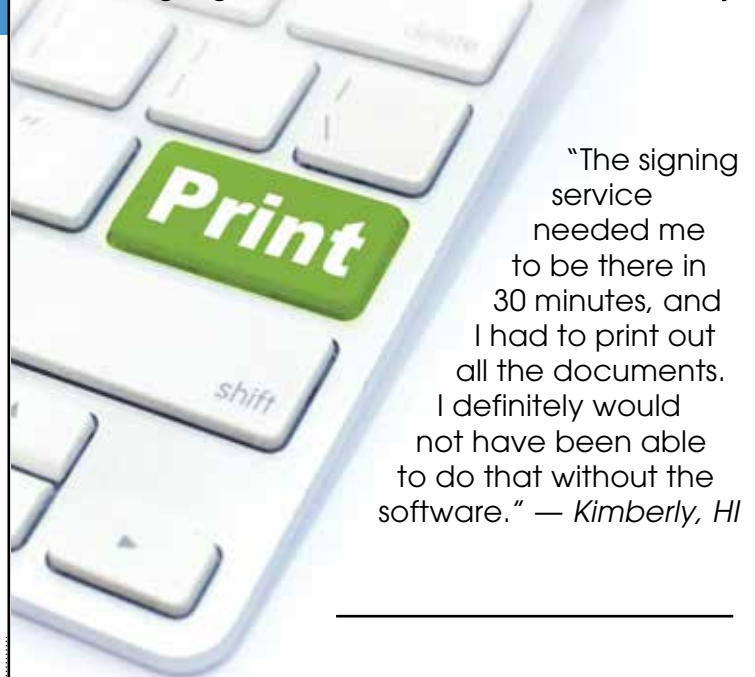 delete
Print
shift
“The signing
service
needed me
to be there in
30 minutes, and
I had to print out
all the documents.
I definitely would
not have been able
to do that without the
software.” — Kimberly, HI